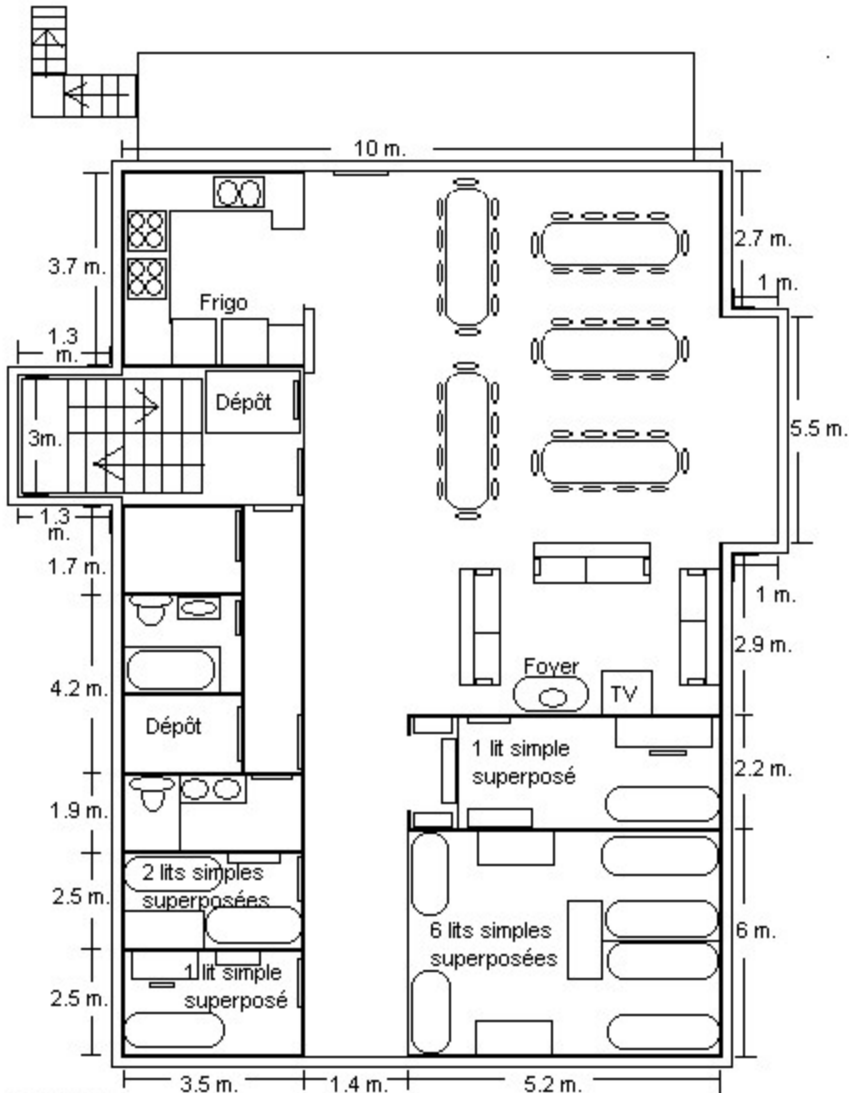 10 m.
3.7 m.
2.7 m.
1 m.
Frigo
1.3
m.
Dépôt
3m.
5.5 m.
1.3
m.
1.7 m.
1 m.
2.9 m.
Foyer
TV
4.2 m.
Dépôt
1 lit simple
superposé
2.2 m.
1.9 m.
2 lits simples
superposées
2.5 m.
6 lits simples
superposées
6 m.
1 lit simple
superposé
2.5 m.
3.5 m.
1.4 m.
5.2 m.